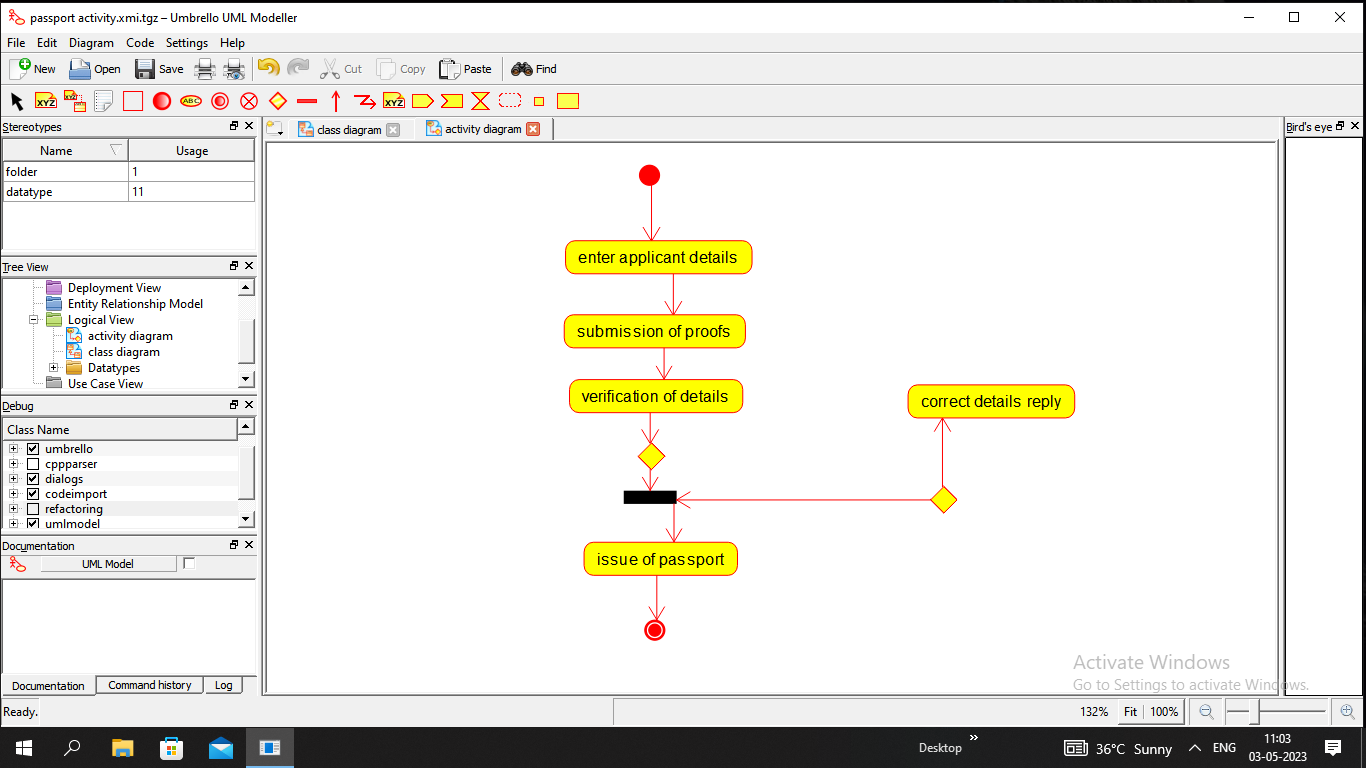 passport activity.xmi.tgz – Umbrello UML Modeller
File Edit Diagram Code Settings Help
New Open Save Cut Copy Paste Find
XYZ XYZ ABC XYZ
Stereotypes
Name Usage
folder 1
datatype 11
Tree View
Deployment View
Entity Relationship Model
Logical View
activity diagram
class diagram
Datatypes
Use Case View
Debug
Class Name
umbrello
cppparser
dialogs
codeimport
refactoring
umlmodel
Documentation
UML Model
Documentation Command history Log
Ready.
class diagram activity diagram
enter applicant details
submission of proofs
verification of details
correct details reply
issue of passport
Bird's eye
Activate Windows
Go to Settings to activate Windows.
132% Fit 100%
Desktop
36°C Sunny
ENG
11:03
03-05-2023